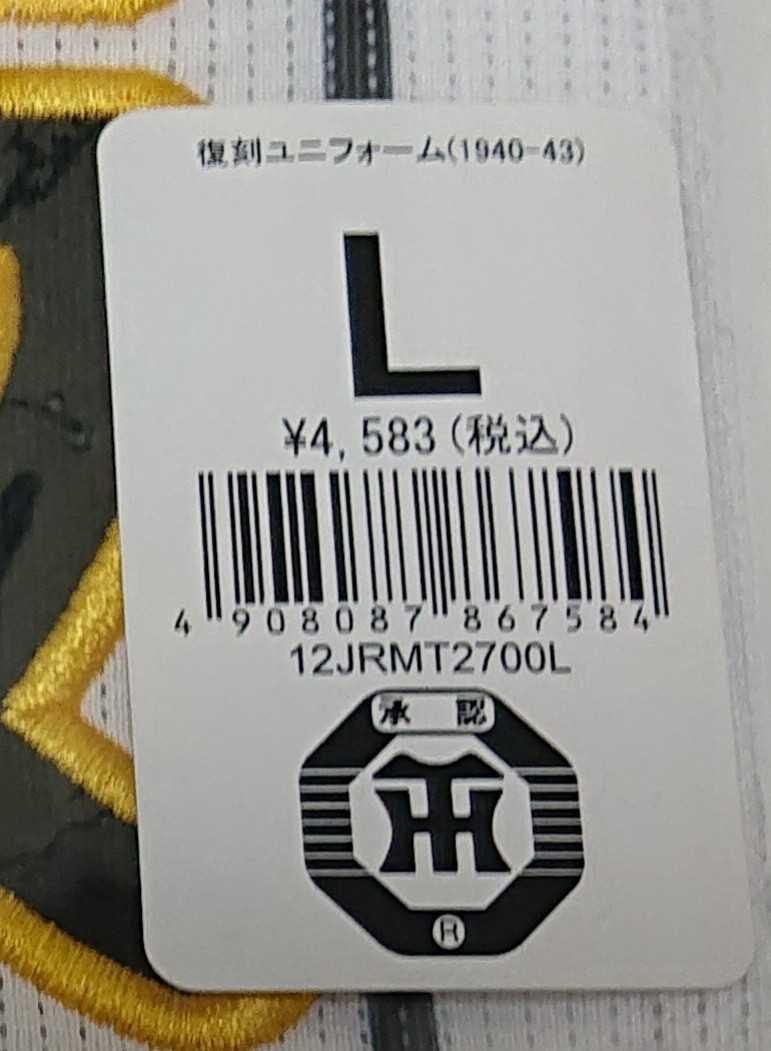 復刻ユニフォーム(1940-43)
L
¥4,583(税込)
4 908087 867584
12JRMT2700L
承 認
TH
R